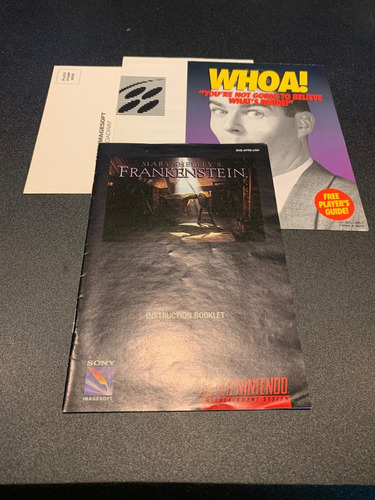 PLACE
STAMP
HERE
IMAGESOFT
WHOA!
"YOU'RE NOT GOING TO BELIEVE
WHAT'S INSIDE!"
FREE
PLAYER'S
GUIDE!
MARY SHELLEY'S
FRANKENSTEIN
INSTRUCTION BOOKLET
SONY
IMAGESOFT
SUPER NINTENDO
ENTERTAINMENT SYSTEM